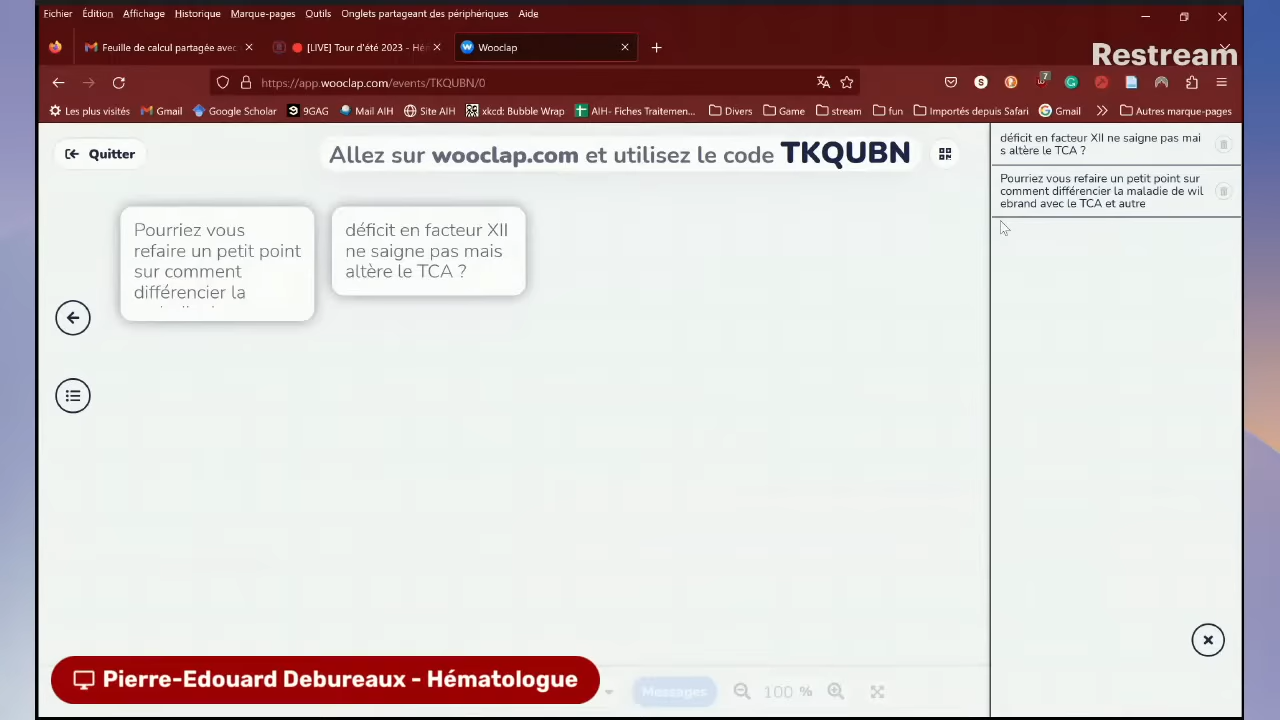 Fichier Édition Affichage Historique Marque-pages Outils Onglets partageant des périphériques Aide
Feuille de calcul partagée avec
[LIVE] Tour d'été 2023 - Hé
Wooclap
Restream
https://app.wooclap.com/events/TKQUBN/0
S
7
Les plus visités Gmail Google Scholar 9GAG Mail AIH Site AIH xkcd: Bubble Wrap AIH- Fiches Traitemen... Divers Game stream fun Importés depuis Safari Gmail Autres marque-pages
Quitter
Allez sur wooclap.com et utilisez le code TKQUBN
Pourriez vous
refaire un petit point
sur comment
différencier la
déficit en facteur XII
ne saigne pas mais
altère le TCA ?
déficit en facteur XII ne saigne pas mai
s altère le TCA ?
Pourriez vous refaire un petit point sur
comment différencier la maladie de wil
ebrand avec le TCA et autre
Pierre-Edouard Debureaux - Hématologue
Messages
100 %